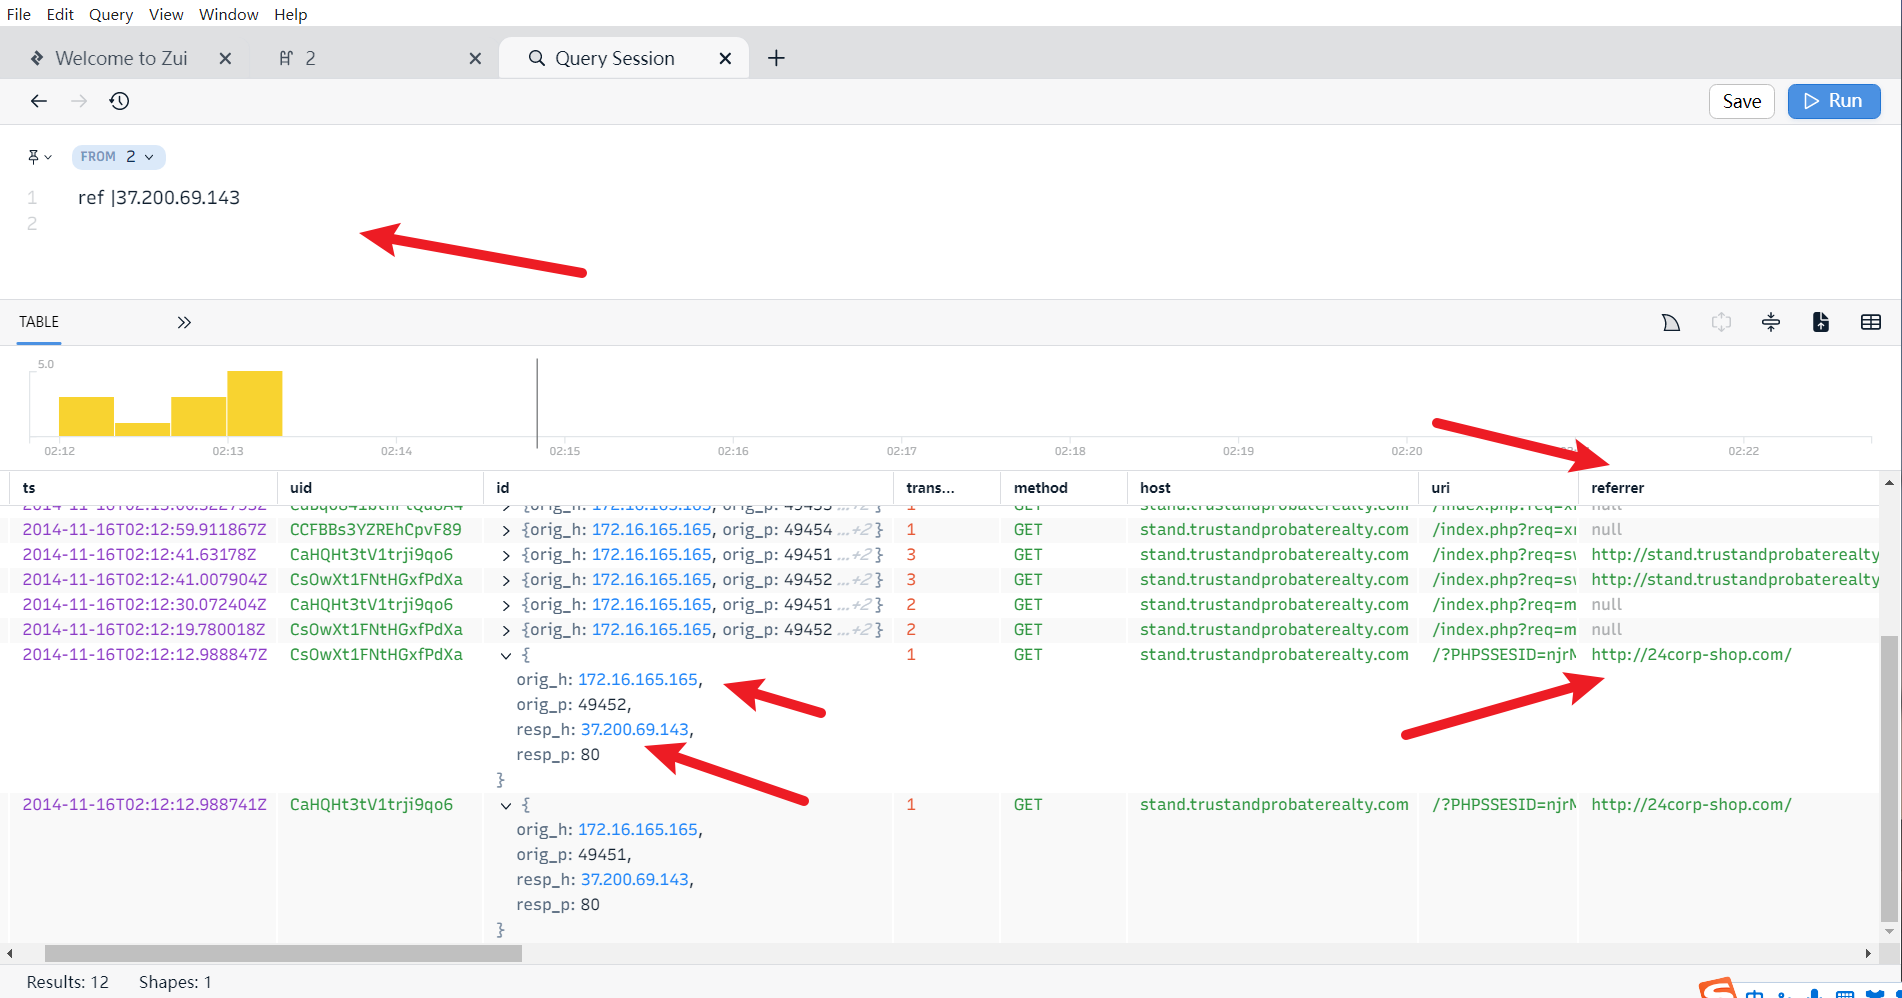 File Edit Query View Window Help
Welcome to Zui 2 Query Session
Save Run
FROM 2
1 ref |37.200.69.143
2
TABLE
5.0
02:12 02:13 02:14 02:15 02:16 02:17 02:18 02:19 02:20 02:22
ts uid id trans... method host uri referrer
2014-11-16T02:12:59.911867Z CCFBBs3YZREhCpvF89 {orig_h: 172.16.165.165, orig_p: 49454 ...+2} 1 GET stand.trustandprobaterealty.com /index.php?req=x null
2014-11-16T02:12:41.63178Z CaHQHt3tV1trji9qo6 {orig_h: 172.16.165.165, orig_p: 49451 ...+2} 3 GET stand.trustandprobaterealty.com /index.php?req=s http://stand.trustandprobaterealty
2014-11-16T02:12:41.007904Z CsOwXt1FNtHGxfPdXa {orig_h: 172.16.165.165, orig_p: 49452 ...+2} 3 GET stand.trustandprobaterealty.com /index.php?req=s http://stand.trustandprobaterealty
2014-11-16T02:12:30.072404Z CaHQHt3tV1trji9qo6 {orig_h: 172.16.165.165, orig_p: 49451 ...+2} 2 GET stand.trustandprobaterealty.com /index.php?req=m null
2014-11-16T02:12:19.780018Z CsOwXt1FNtHGxfPdXa {orig_h: 172.16.165.165, orig_p: 49452 ...+2} 2 GET stand.trustandprobaterealty.com /index.php?req=m null
2014-11-16T02:12:12.988847Z CsOwXt1FNtHGxfPdXa { 1 GET stand.trustandprobaterealty.com /?PHPSSESID=njr http://24corp-shop.com/
orig_h: 172.16.165.165,
orig_p: 49452,
resp_h: 37.200.69.143,
resp_p: 80
}
2014-11-16T02:12:12.988741Z CaHQHt3tV1trji9qo6 { 1 GET stand.trustandprobaterealty.com /?PHPSSESID=njr http://24corp-shop.com/
orig_h: 172.16.165.165,
orig_p: 49451,
resp_h: 37.200.69.143,
resp_p: 80
}
Results: 12 Shapes: 1